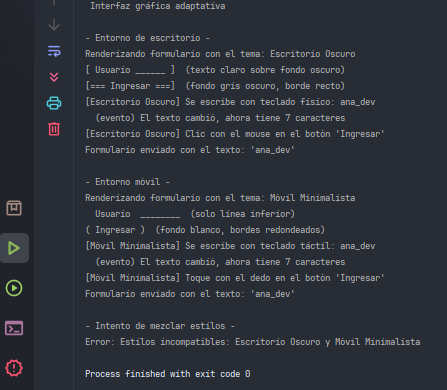 Interfaz gráfica adaptativa
- Entorno de escritorio -
Renderizando formulario con el tema: Escritorio Oscuro
[ Usuario ______ ]  (texto claro sobre fondo oscuro)
[=== Ingresar ===]  (fondo gris oscuro, borde recto)
[Escritorio Oscuro] Se escribe con teclado físico: ana_dev
  (evento) El texto cambió, ahora tiene 7 caracteres
[Escritorio Oscuro] Clic con el mouse en el botón 'Ingresar'
Formulario enviado con el texto: 'ana_dev'
- Entorno móvil -
Renderizando formulario con el tema: Móvil Minimalista
  Usuario  ________  (solo línea inferior)
( Ingresar )  (fondo blanco, bordes redondeados)
[Móvil Minimalista] Se escribe con teclado táctil: ana_dev
  (evento) El texto cambió, ahora tiene 7 caracteres
[Móvil Minimalista] Toque con el dedo en el botón 'Ingresar'
Formulario enviado con el texto: 'ana_dev'
- Intento de mezclar estilos -
Error: Estilos incompatibles: Escritorio Oscuro y Móvil Minimalista
Process finished with exit code 0